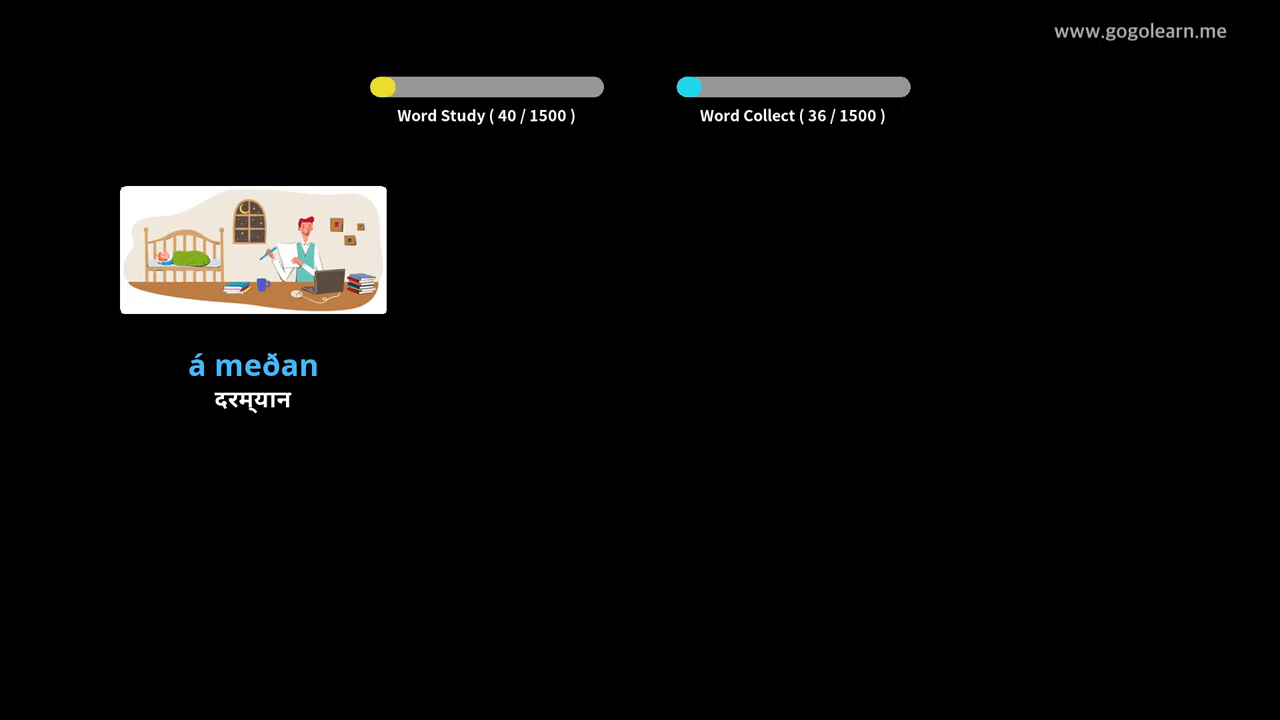 www.gogolearn.me
Word Study ( 40 / 1500 )
Word Collect ( 36 / 1500 )
á meðan
दरम्यान